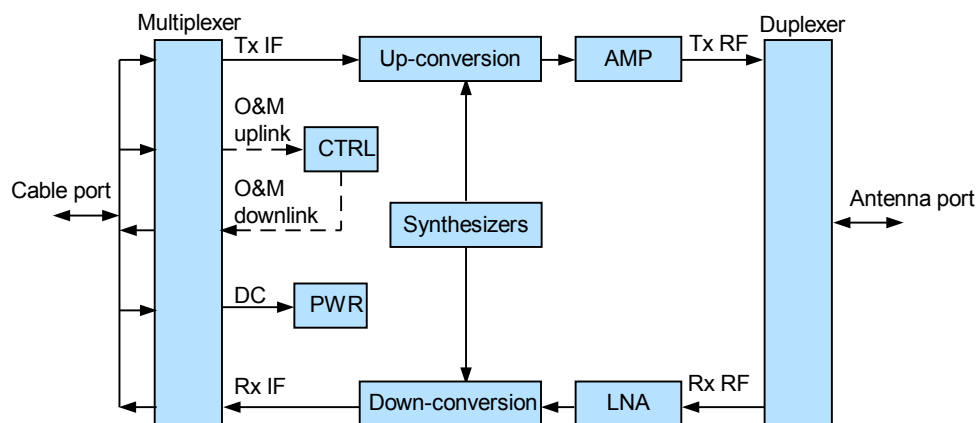 Multiplexer
Duplexer
Tx IF
Up-conversion
AMP
Tx RF
O&M
uplink
CTRL
Cable port
O&M
downlink
Synthesizers
Antenna port
DC
PWR
Rx IF
Down-conversion
LNA
Rx RF